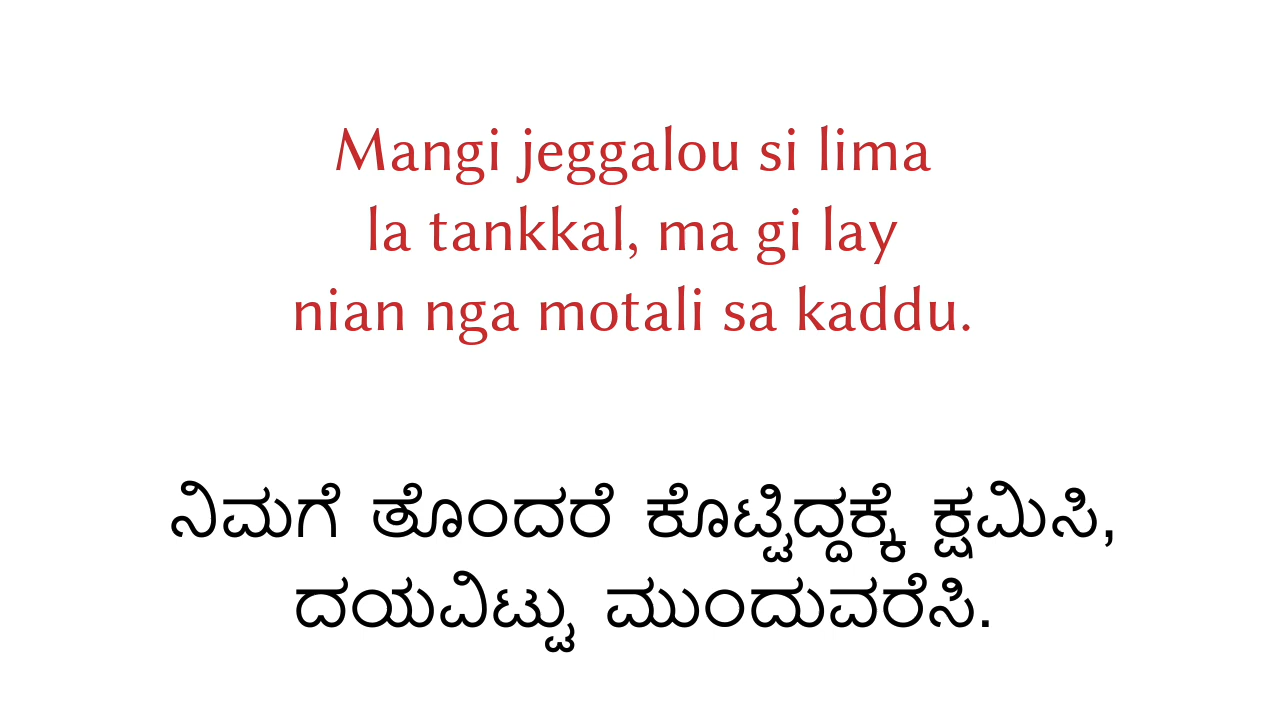 Mangi jeggalou si lima
la tankkal, ma gi lay
nian nga motali sa kaddu.
ನಿಮಗೆ ತೊಂದರೆ ಕೊಟ್ಟಿದ್ದಕ್ಕೆ ಕ್ಷಮಿಸಿ,
ದಯವಿಟ್ಟು ಮುಂದುವರೆಸಿ.